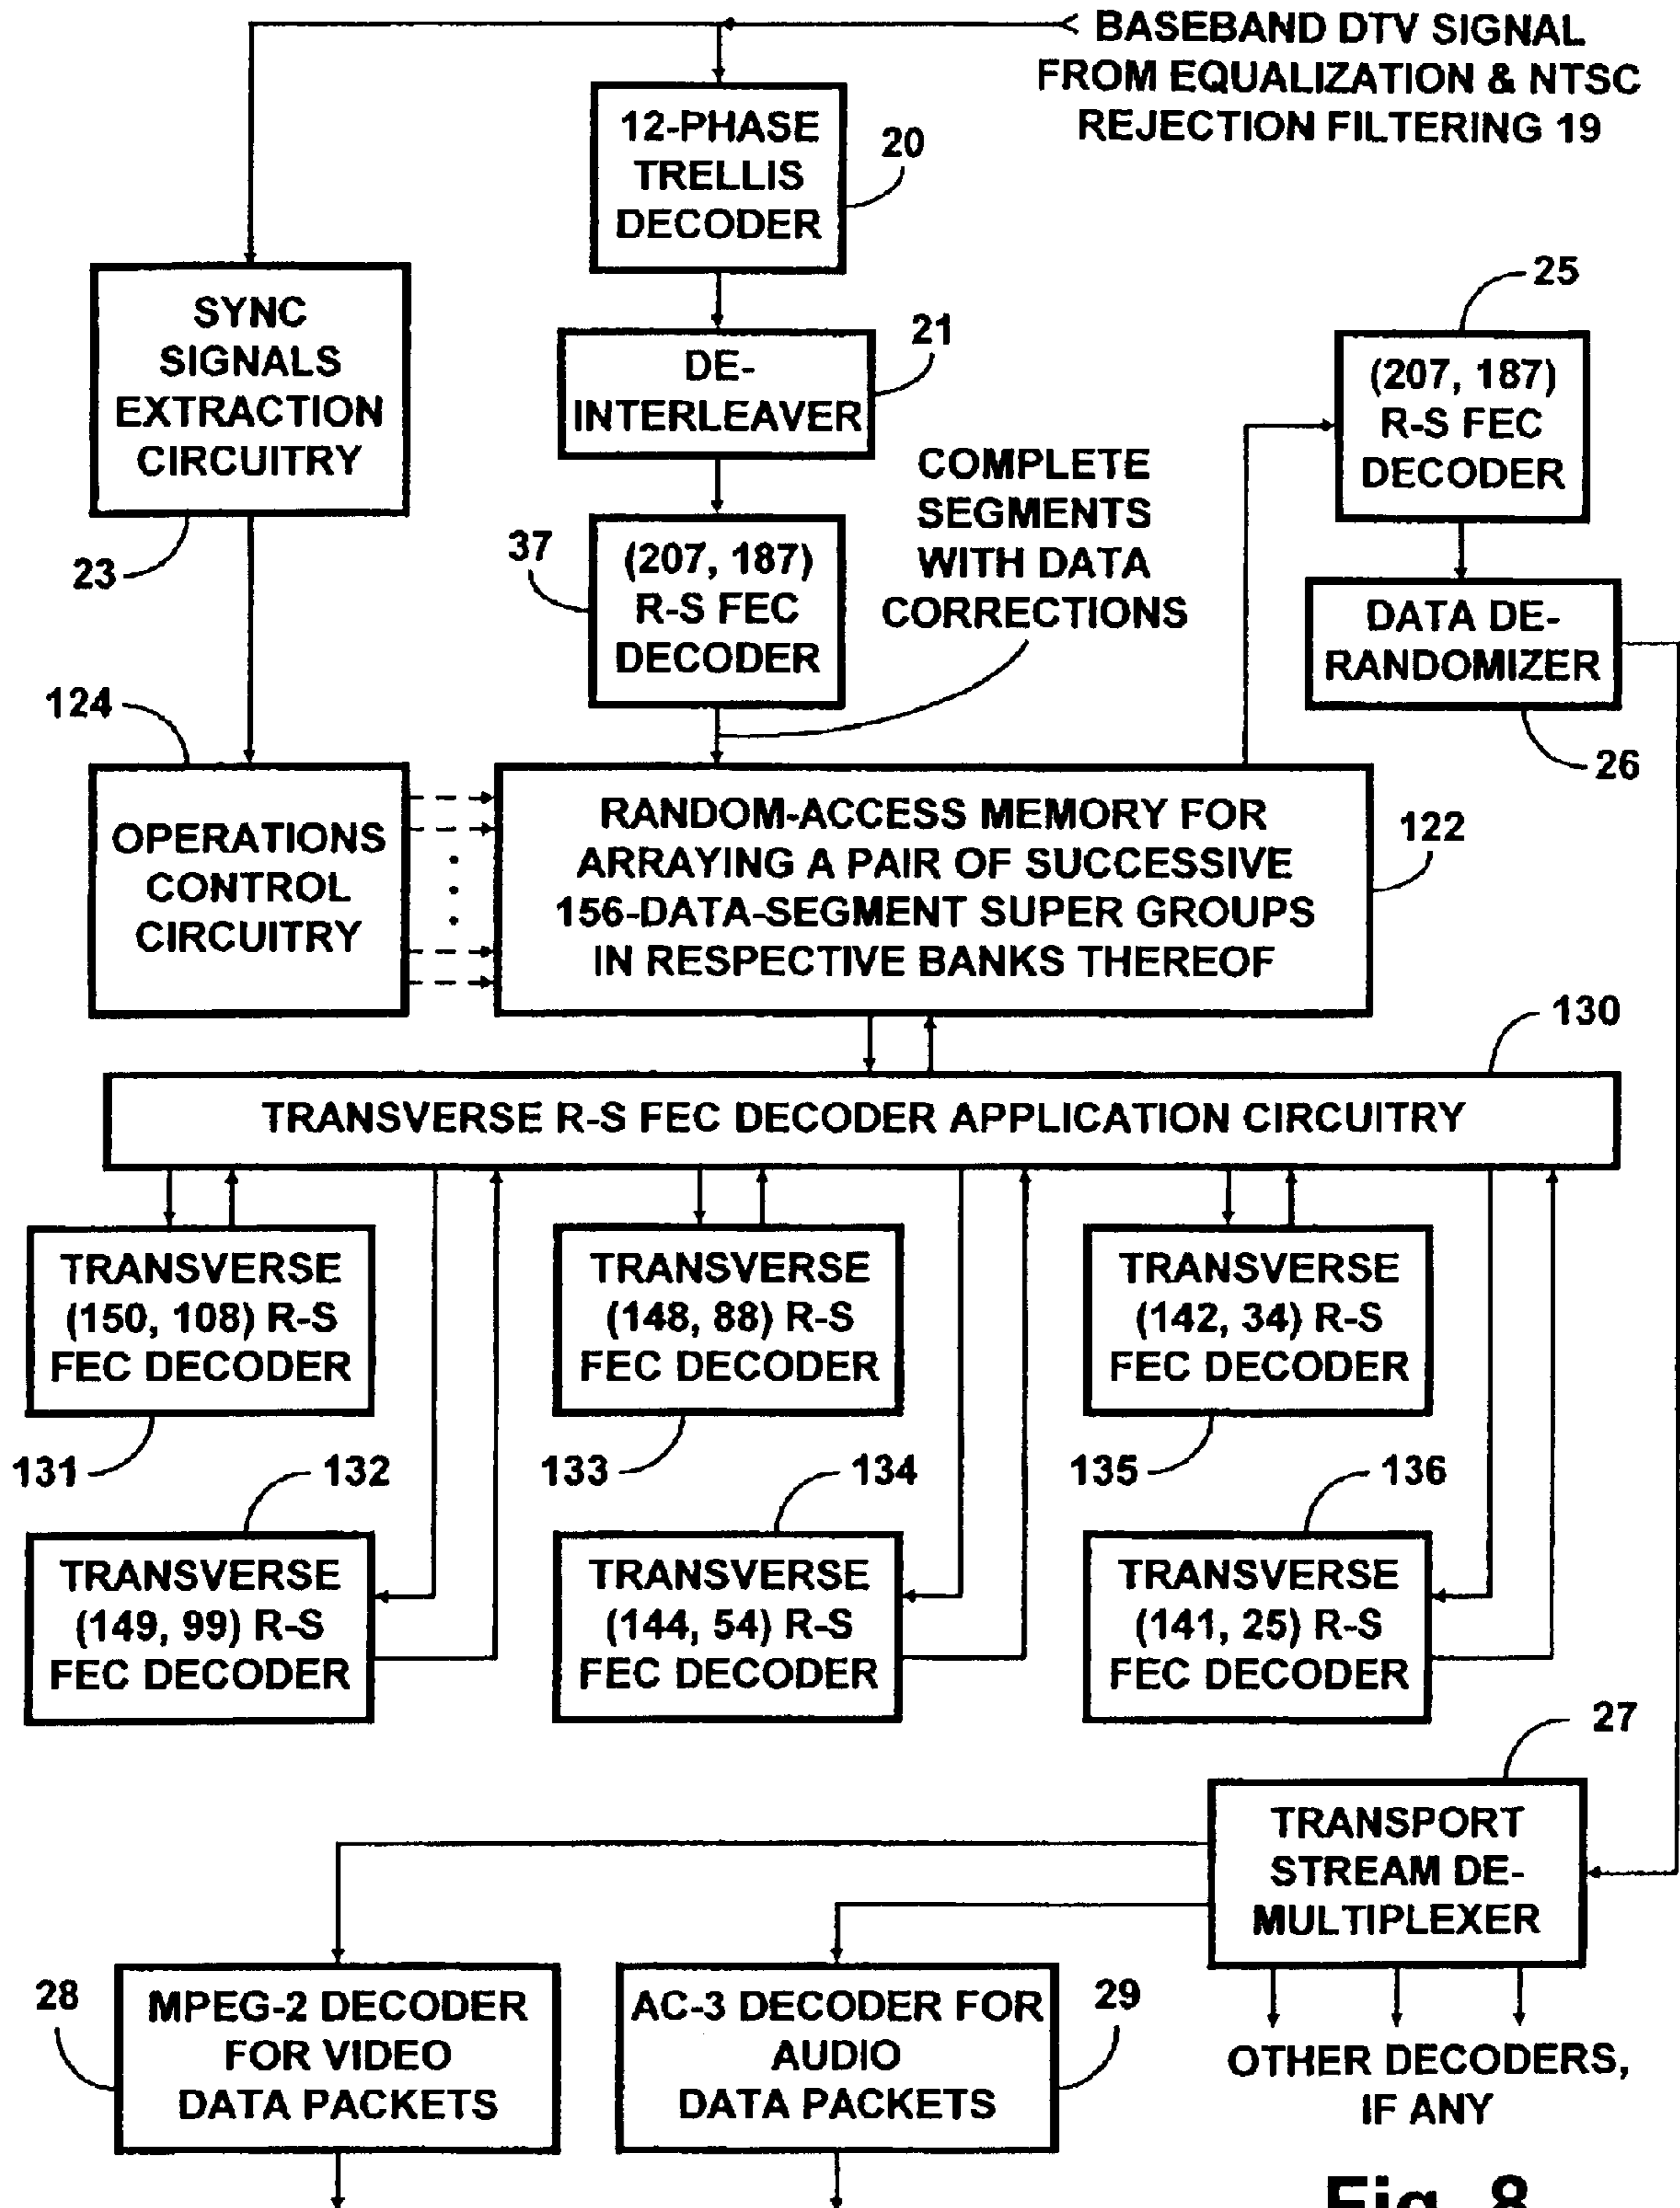 BASEBAND DTV SIGNAL
FROM EQUALIZATION & NTSC
REJECTION FILTERING 19
12-PHASE
TRELLIS
DECODER
20
SYNC
SIGNALS
EXTRACTION
CIRCUITRY
23
DE-
INTERLEAVER
21
25
(207, 187)
R-S FEC
DECODER
COMPLETE
SEGMENTS
WITH DATA
CORRECTIONS
37
(207, 187)
R-S FEC
DECODER
DATA DE-
RANDOMIZER
26
124
OPERATIONS
CONTROL
CIRCUITRY
RANDOM-ACCESS MEMORY FOR
ARRAYING A PAIR OF SUCCESSIVE
156-DATA-SEGMENT SUPER GROUPS
IN RESPECTIVE BANKS THEREOF
122
130
TRANSVERSE R-S FEC DECODER APPLICATION CIRCUITRY
TRANSVERSE
(150, 108) R-S
FEC DECODER
131
TRANSVERSE
(148, 88) R-S
FEC DECODER
133
TRANSVERSE
(142, 34) R-S
FEC DECODER
135
132
TRANSVERSE
(149, 99) R-S
FEC DECODER
134
TRANSVERSE
(144, 54) R-S
FEC DECODER
136
TRANSVERSE
(141, 25) R-S
FEC DECODER
27
TRANSPORT
STREAM DE-
MULTIPLEXER
28
MPEG-2 DECODER
FOR VIDEO
DATA PACKETS
AC-3 DECODER FOR
AUDIO
DATA PACKETS
29
OTHER DECODERS,
IF ANY
Fig. 8